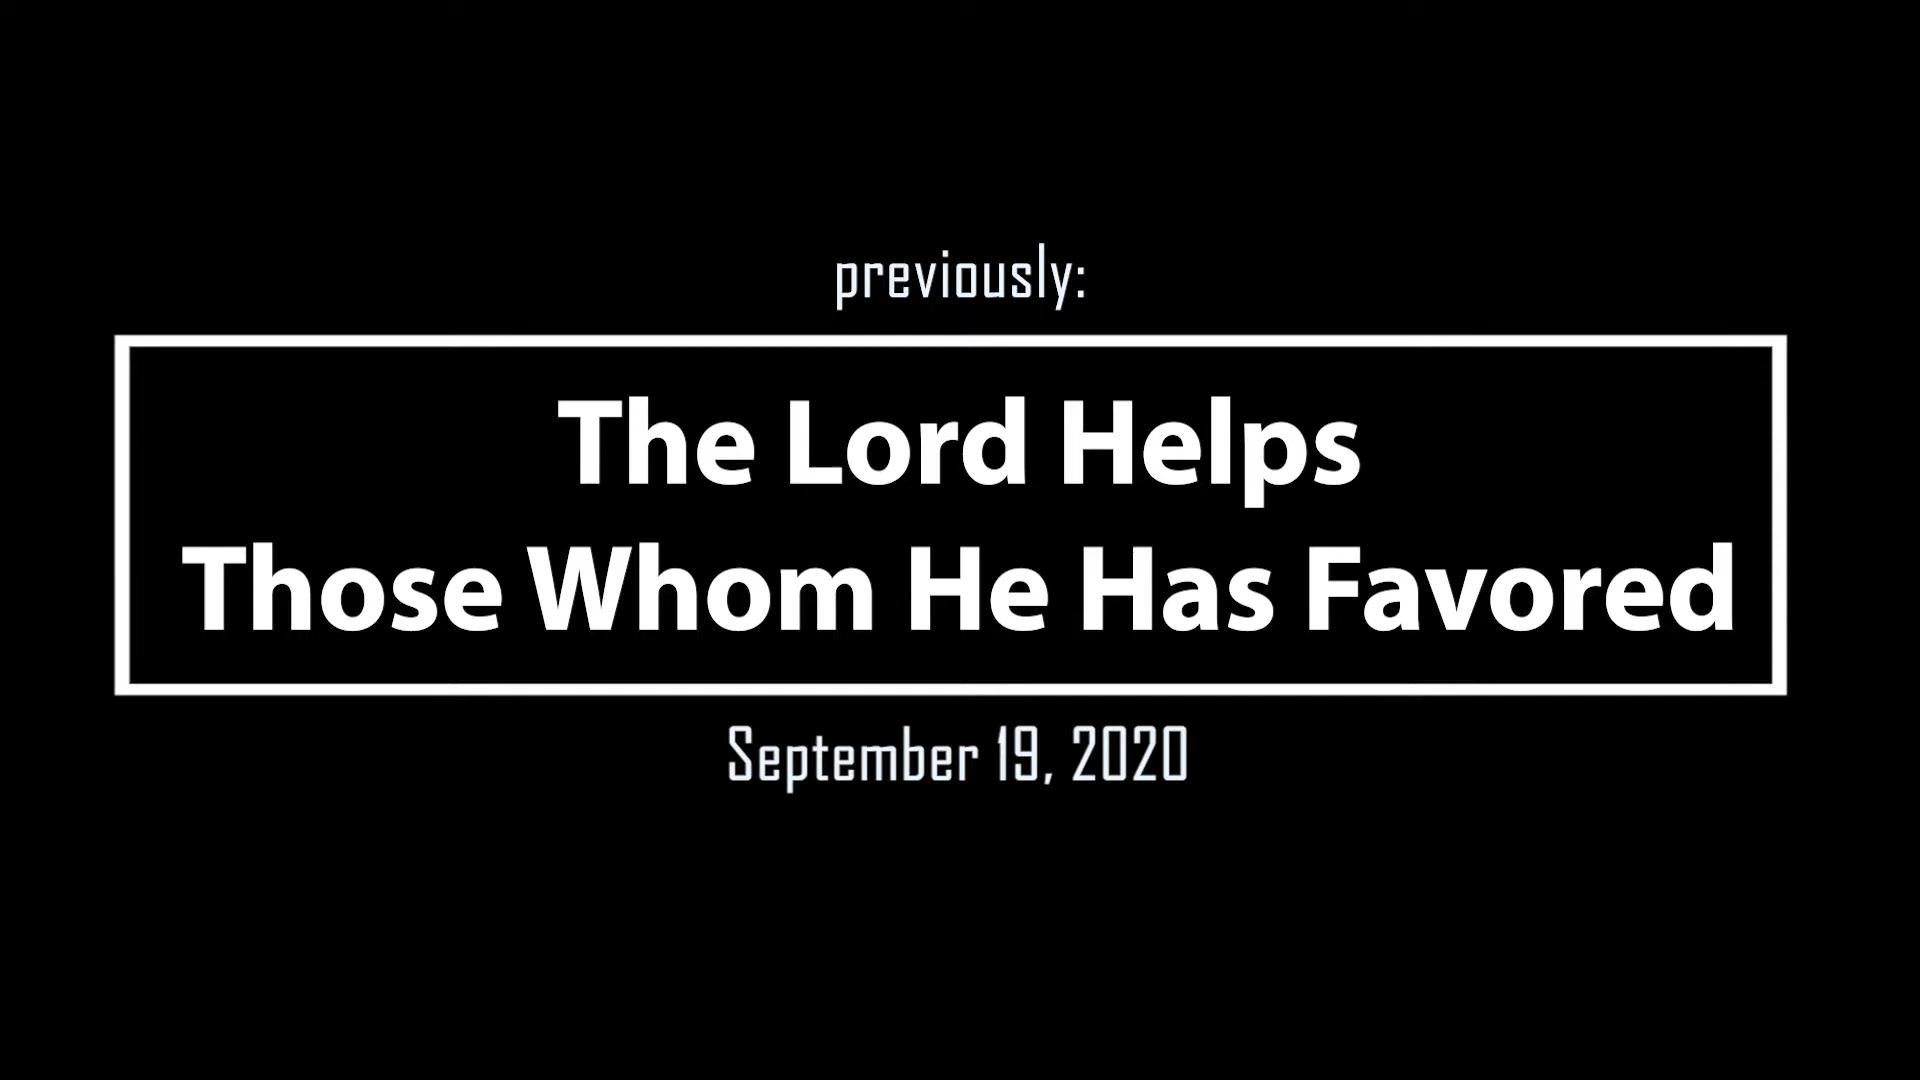 previously:
The Lord Helps
Those Whom He Has Favored
September 19, 2020